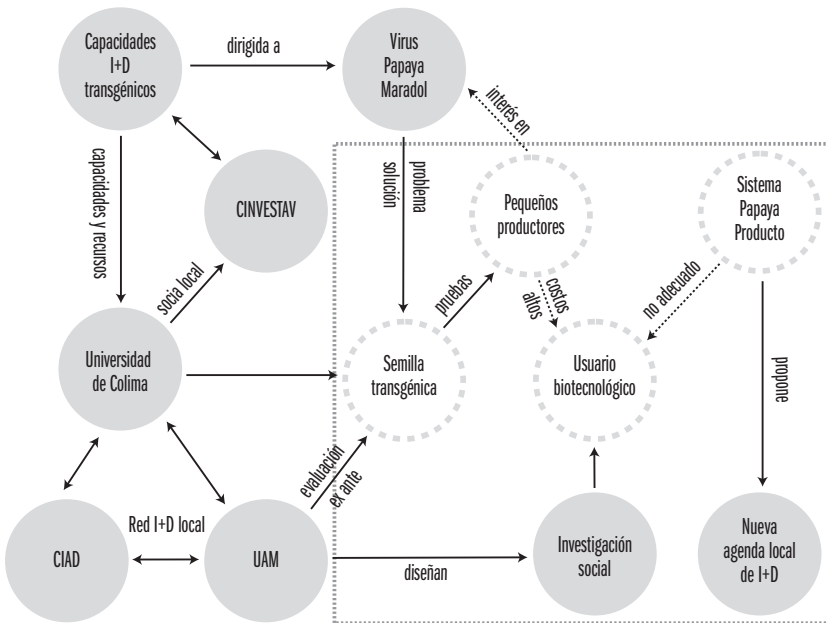 Capacidades
I+D
transgénicos
dirigida a
Virus
Papaya
Maradol
interés en
capacidades y recursos
CINVESTAV
problema
solución
Pequeños
productores
Sistema
Papaya
Producto
socia local
pruebas
costos
altos
no adecuado
Universidad
de Colima
Semilla
transgénica
Usuario
biotecnológico
propone
evaluación
ex ante
Red I+D local
CIAD
UAM
diseñan
Investigación
social
Nueva
agenda local
de I+D